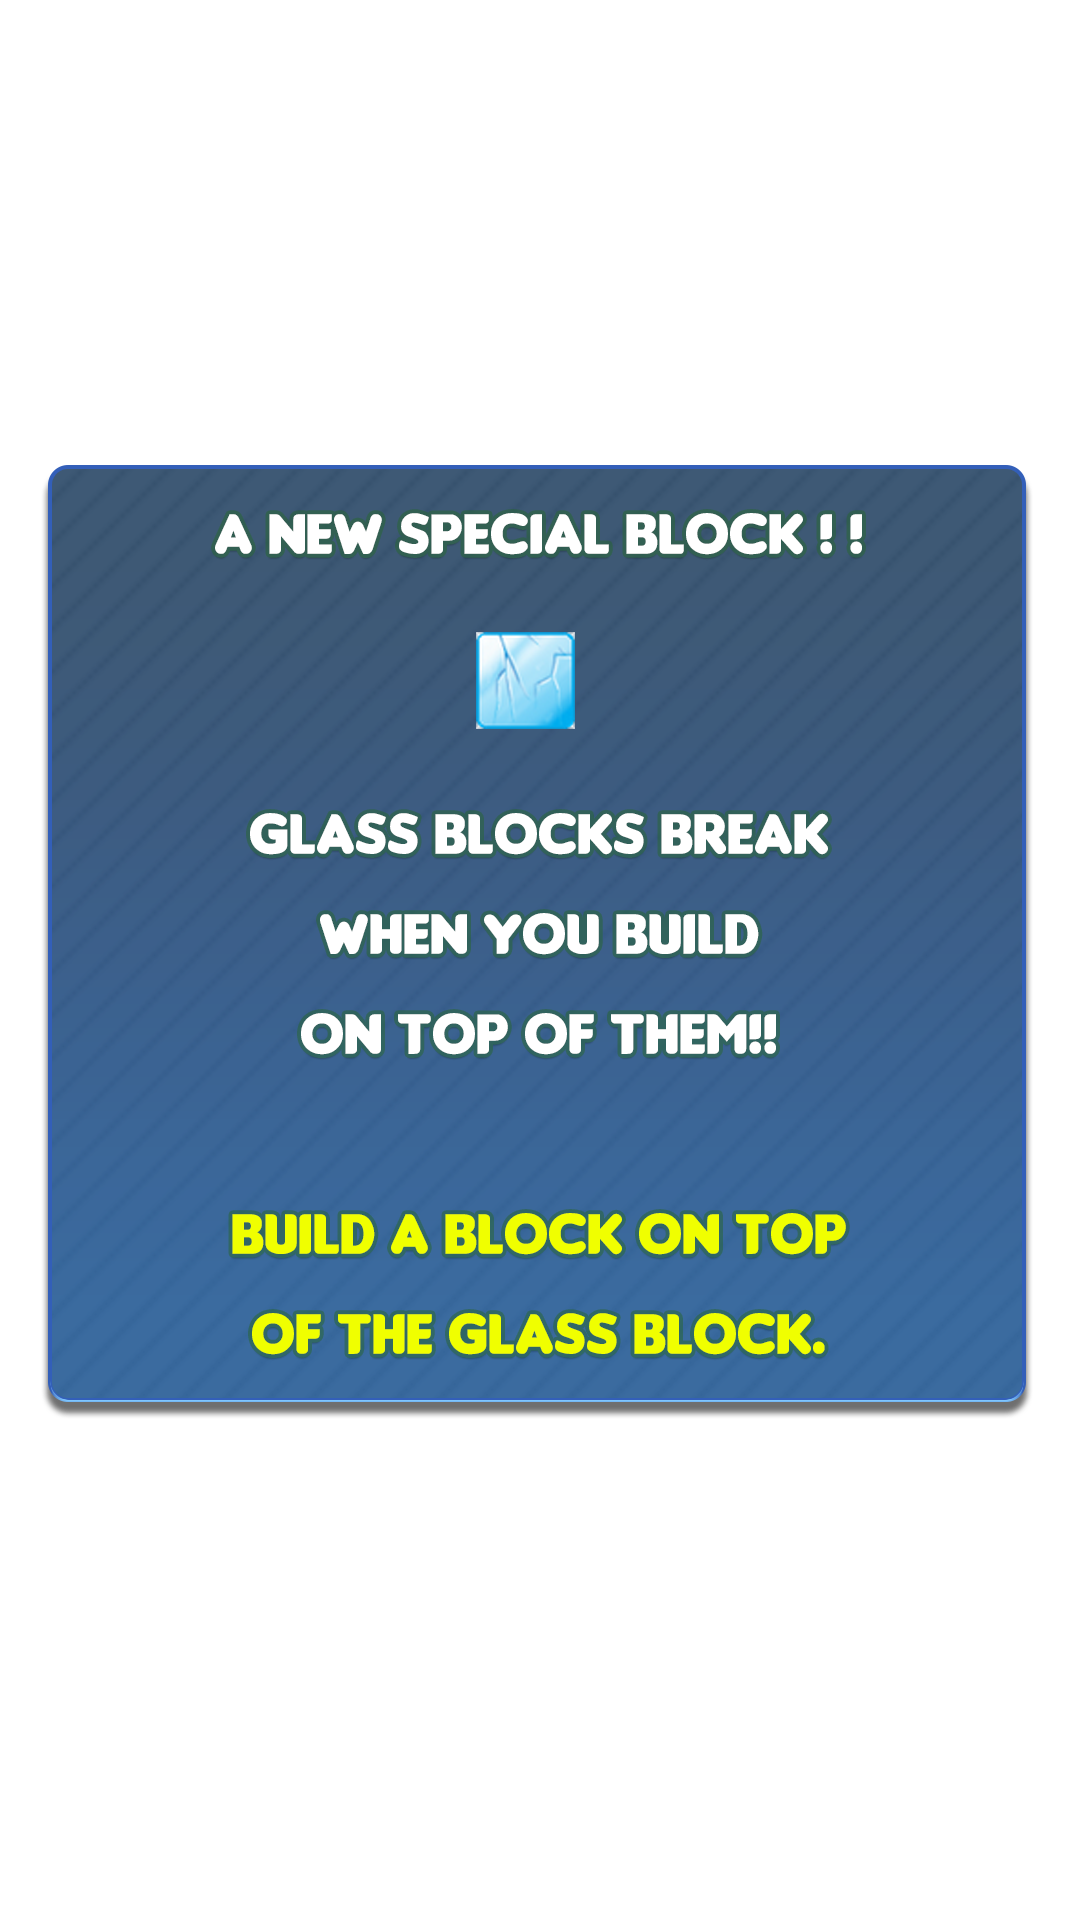 A NEW SPECIAL BLOCK ! !
GLASS BLOCKS BREAK
WHEN YOU BUILD
ON TOP OF THEM!!
BUILD A BLOCK ON TOP
OF THE GLASS BLOCK.